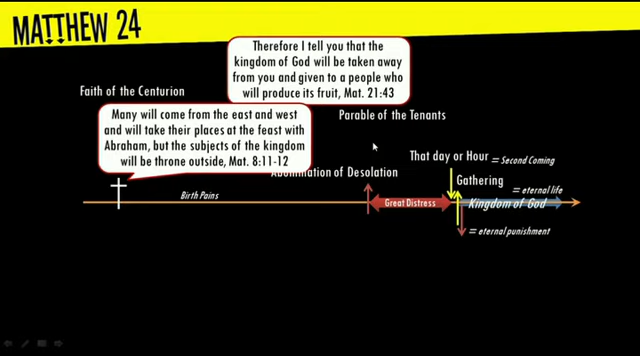 MATTHEW 24
Therefore I tell you that the
kingdom of God will be taken away
from you and given to a people who
will produce its fruit, Mat. 21:43
Faith of the Centurion
Many will come from the east and west
and will take their places at the feast with
Abraham, but the subjects of the kingdom
will be throne outside, Mat. 8:11-12
Parable of the Tenants
That day or Hour = Second Coming
Abomination of Desolation
Gathering
= eternal life
Birth Pains
Great Distress
Kingdom of God
= eternal punishment